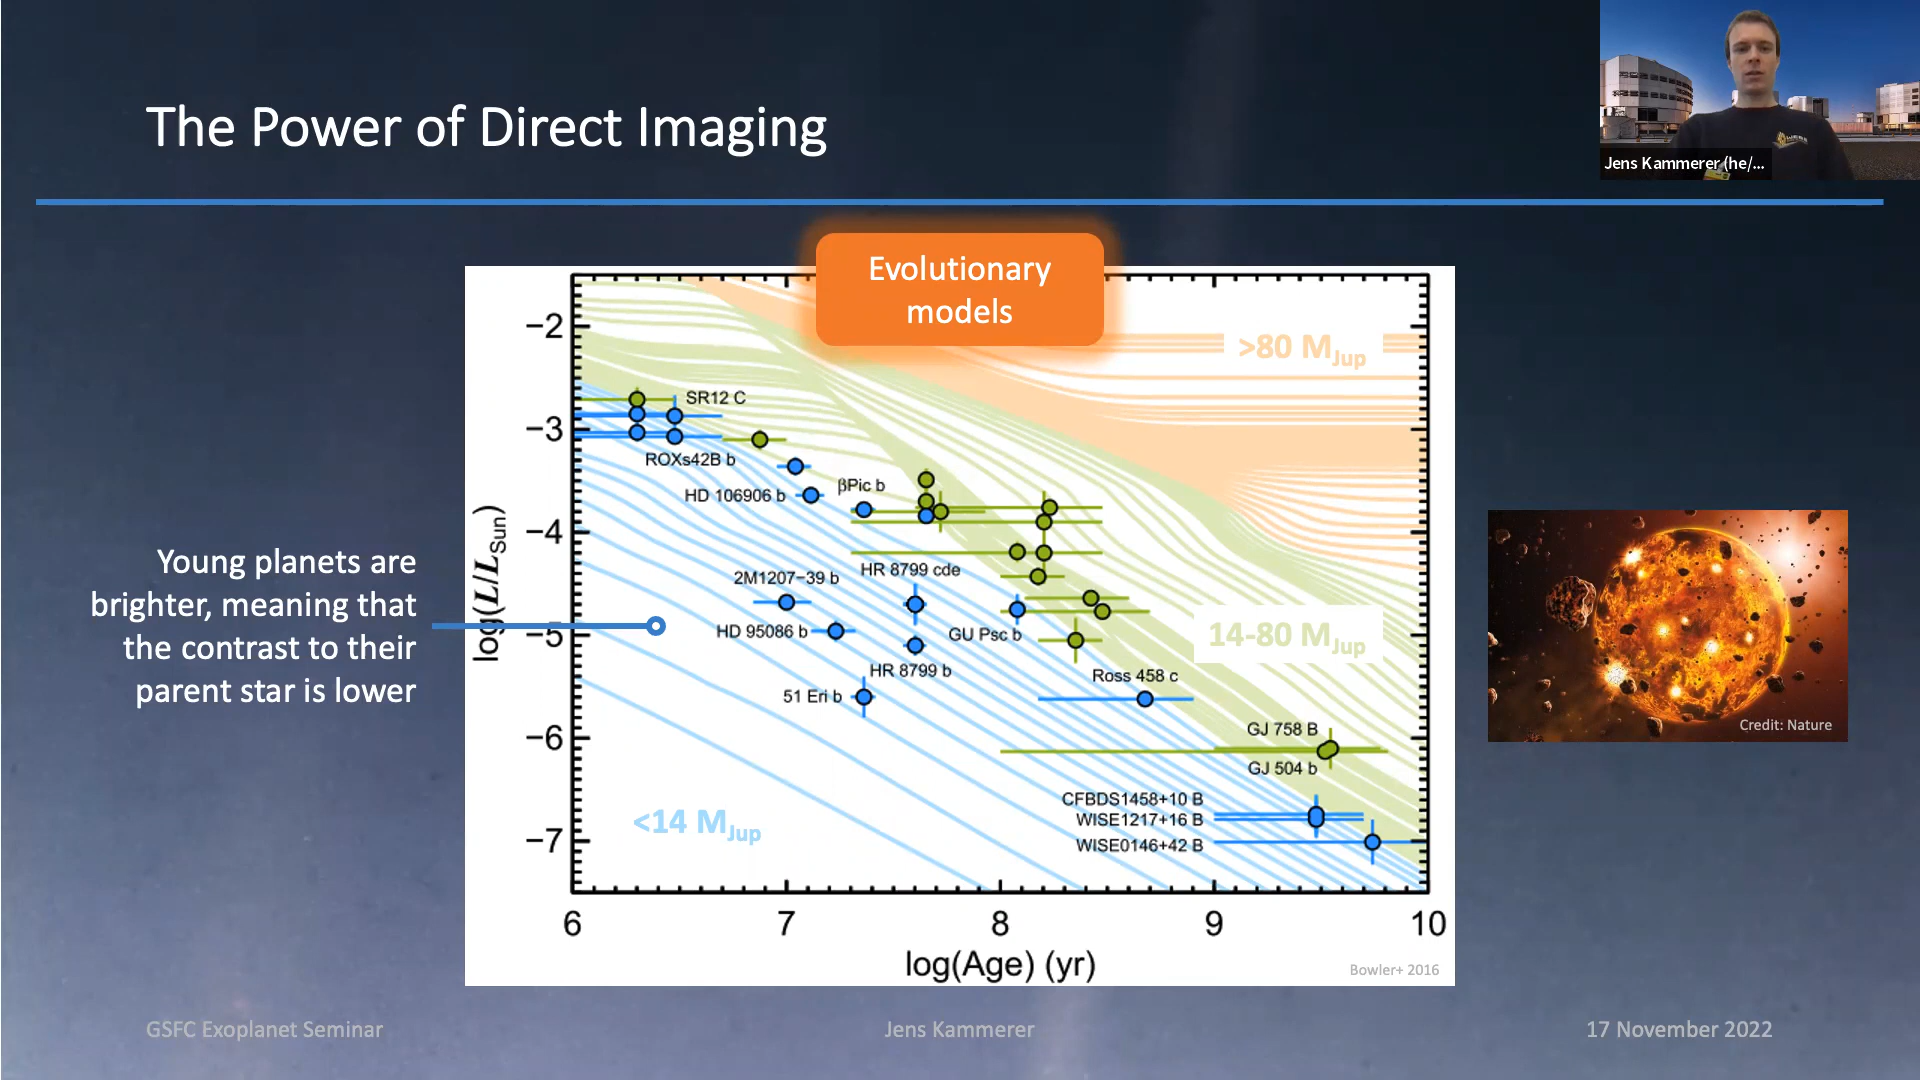 The Power of Direct Imaging
Jens Kammerer (he/...
Evolutionary
models
−2
−3
−4
−5
−6
−7
log(L/LSun)
>80 MJup
SR12 C
ROXs42B b
HD 106906 b
βPic b
2M1207−39 b
HR 8799 cde
HD 95086 b
GU Psc b
14-80 MJup
HR 8799 b
51 Eri b
Ross 458 c
GJ 758 B
GJ 504 b
CFBDS1458+10 B
WISE1217+16 B
WISE0146+42 B
<14 MJup
6 7 8 9 10
log(Age) (yr)
Bowler+ 2016
Young planets are
brighter, meaning that
the contrast to their
parent star is lower
Credit: Nature
GSFC Exoplanet Seminar
Jens Kammerer
17 November 2022